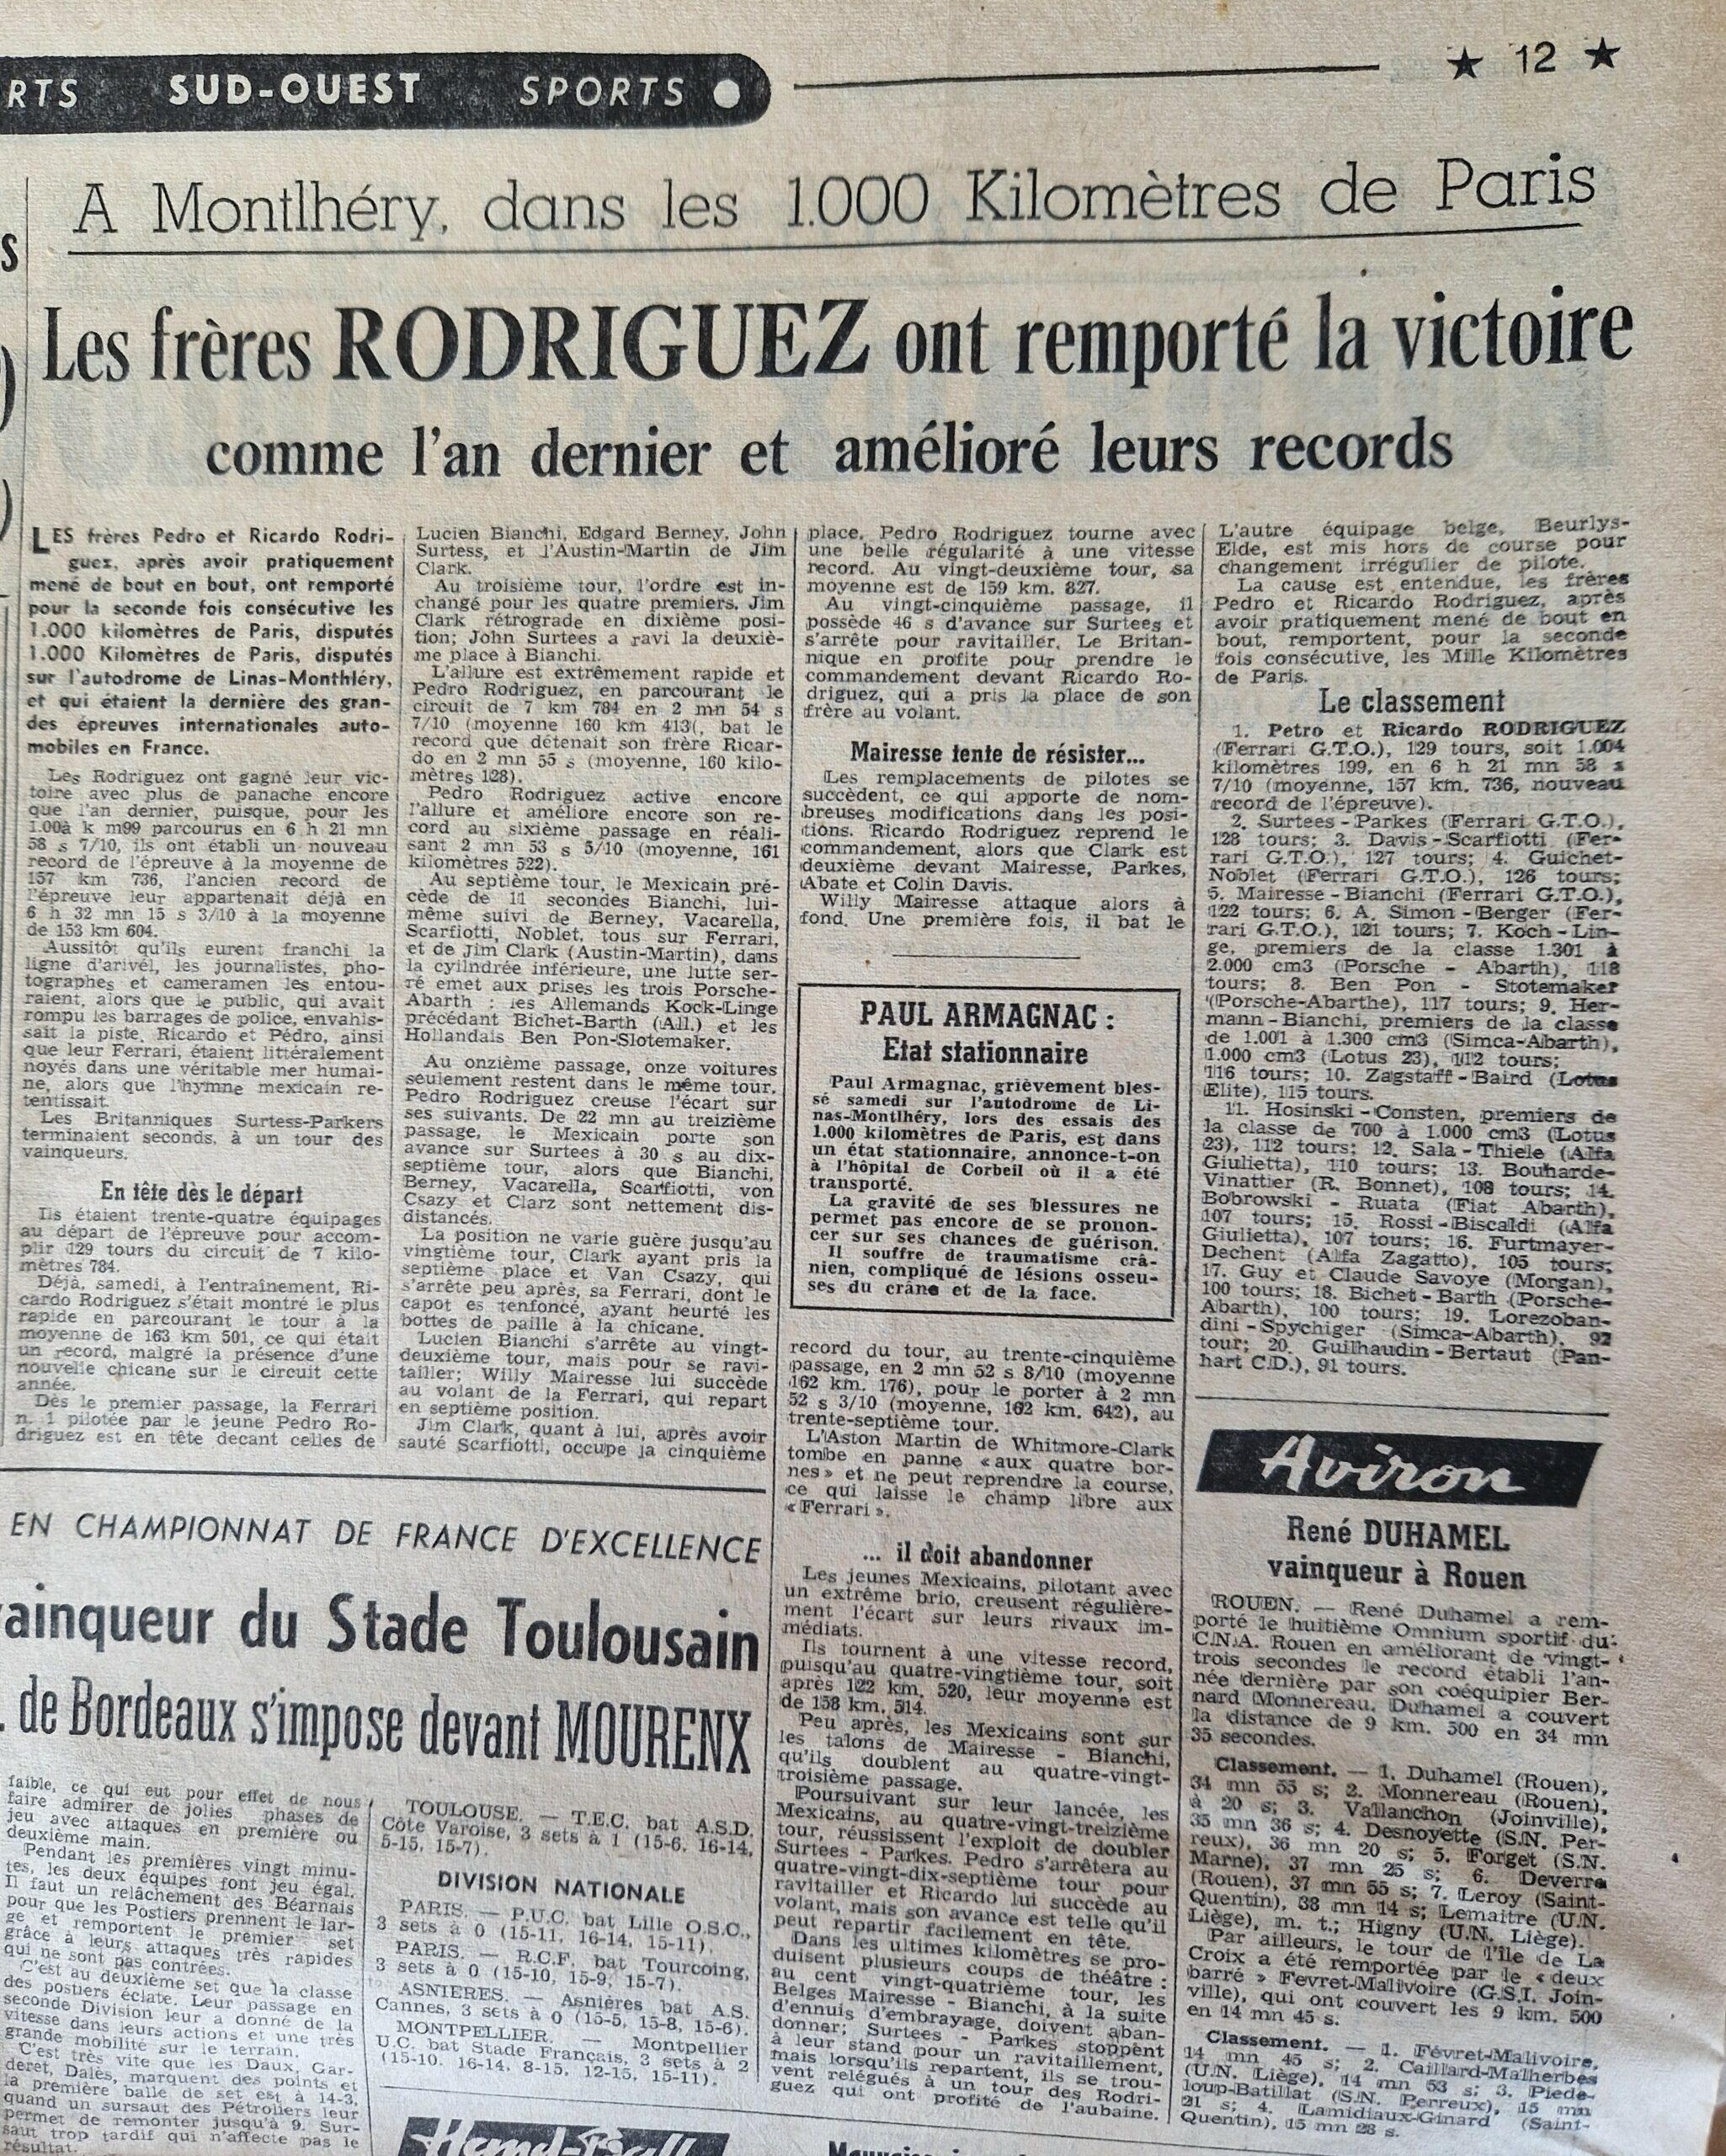 RTS SUD-OUEST SPORTS
★ 12 ★
A Montlhéry, dans les 1.000 Kilomètres de Paris
Les frères RODRIGUEZ ont remporté la victoire
comme l'an dernier et amélioré leurs records
LES frères Pedro et Ricardo Rodri-
guez, après avoir pratiquement
mené de bout en bout, ont remporté
pour la seconde fois consécutive les
1.000 kilomètres de Paris, disputés
1.000 Kilomètres de Paris, disputés
sur l'autodrome de Linas-Monthléry,
et qui étaient la dernière des gran-
des épreuves internationales auto-
mobiles en France.
Les Rodriguez ont gagné leur vic-
toire avec plus de panache encore
que l'an dernier, puisque, pour les
1.00à k m99 parcourus en 6 h 21 mn
58 s 7/10, ils ont établi un nouveau
record de l'épreuve à la moyenne de
157 km 736, l'ancien record de
l'épreuve leur appartenait déjà en
6 h 32 mn 15 s 3/10 à la moyenne
de 153 km 604.
Aussitôt qu'ils eurent franchi la
ligne d'arivél, les journalistes, pho-
tographes et cameramen les entou-
raient, alors que le public, qui avait
rompu les barrages de police, envahis-
sait la piste. Ricardo et Pédro, ainsi
que leur Ferrari, étaient littéralement
noyés dans une véritable mer humai-
ne, alors que l'hymne mexicain re-
tentissait.
Les Britanniques Surtess-Parkers
terminaient seconds, à un tour des
vainqueurs.
En tête dès le départ
Ils étaient trente-quatre équipages
au départ de l'épreuve pour accom-
plir 129 tours du circuit de 7 kilo-
mètres 784.
Déjà, samedi, à l'entraînement, Ri-
cardo Rodriguez s'était montré le plus
rapide en parcourant le tour à la
moyenne de 163 km 501, ce qui était
un record, malgré la présence d'une
nouvelle chicane sur le circuit cette
année.
Dès le premier passage, la Ferrari
n. 1 pilotée par le jeune Pedro Ro-
driguez est en tête decant celles de
Lucien Bianchi, Edgard Berney, John
Surtess, et l'Austin-Martin de Jim
Clark.
Au troisième tour, l'ordre est in-
changé pour les quatre premiers, Jim
Clark rétrograde en dixième posi-
tion; John Surtees a ravi la deuxiè-
me place à Bianchi.
L'allure est extrêmement rapide et
Pedro Rodriguez, en parcourant le
circuit de 7 km 784 en 2 mn 54 s
7/10 (moyenne 160 km 413(, bat le
record que détenait son frère Ricar-
do en 2 mn 55 s (moyenne, 160 kilo-
mètres 128).
Pedro Rodriguez active encore
l'allure et améliore encore son re-
cord au sixième passage en réali-
sant 2 mn 53 s 5/10 (moyenne, 161
kilomètres 522).
Au septième tour, le Mexicain pré-
cède de 11 secondes Bianchi, lui-
même suivi de Berney, Vacarella,
Scarfiotti, Noblet, tous sur Ferrari,
et de Jim Clark (Austin-Martin), dans
la cylindrée inférieure, une lutte ser-
ré emet aux prises les trois Porsche-
Abarth : les Allemands Kock-Linge
précédant Bichet-Barth (All.) et les
Hollandais Ben Pon-Slotemaker.
Au onzième passage, onze voitures
seulement restent dans le même tour,
Pedro Rodriguez creuse l'écart sur
ses suivants. De 22 mn au treizième
passage, le Mexicain porte son
avance sur Surtees à 30 s au dix-
septième tour, alors que Bianchi,
Berney, Vacarella, Scarfiotti, von
Csazy et Clarz sont nettement dis-
distancés.
La position ne varie guère jusqu'au
vingtième tour, Clark ayant pris la
septième place et Van Csazy, qui
s'arrête peu après, sa Ferrari, dont le
capot es tenfoncé, ayant heurté les
bottes de paille à la chicane.
Lucien Bianchi s'arrête au vingt-
deuxième tour, mais pour se ravi-
tailler; Willy Mairesse lui succède
au volant de la Ferrari, qui repart
en septième position.
Jim Clark, quant à lui, après avoir
sauté Scarfiotti, occupe ja cinquième
place, Pedro Rodriguez tourne avec
une belle régularité à une vitesse
record. Au vingt-deuxième tour, sa
moyenne est de 159 km. 827.
Au vingt-cinquième passage, il
possède 46 s d'avance sur Surtees et
s'arrête pour ravitailler. Le Britan-
nique en profite pour prendre le
commandement devant Ricardo Ro-
driguez, qui a pris la place de son
frère au volant.
Mairesse tente de résister...
Les remplacements de pilotes se
succèdent, ce qui apporte de nom-
breuses modifications dans les posi-
tions. Ricardo Rodriguez reprend le
commandement, alors que Clark est
deuxième devant Mairesse, Parkes,
Abate et Colin Davis.
Willy Mairesse attaque alors à
fond. Une première fois, il bat le
PAUL ARMAGNAC :
Etat stationnaire
Paul Armagnac, grièvement bles-
sé samedi sur l'autodrome de Li-
nas-Montlhéry, lors des essais des
1.000 kilomètres de Paris, est dans
un état stationnaire, annonce-t-on
à l'hôpital de Corbeil où il a été
transporté.
La gravité de ses blessures ne
permet pas encore de se pronon-
cer sur ses chances de guérison.
Il souffre de traumatisme crâ-
nien, compliqué de lésions osseu-
ses du crâne et de la face.
record du tour, au trente-cinquième
passage, en 2 mn 52 s 8/10 (moyenne
162 km. 176), pour le porter à 2 mn
52 s 3/10 (moyenne, 162 km. 642), au
trente-septième tour.
L'Aston Martin de Whitmore-Clark
tombe en panne «aux quatre bor-
nes» et ne peut reprendre la course,
ce qui laisse le champ libre aux
«Ferrari».
... il doit abandonner
Les jeunes Mexicains, pilotant avec
un extrême brio, creusent régulière-
ment l'écart sur leurs rivaux im-
médiats.
Ils tournent à une vitesse record,
puisqu'au quatre-vingtième tour, soit
après 122 km. 520, leur moyenne est
de 158 km. 514.
Peu après, les Mexicains sont sur
les talons de Mairesse - Bianchi,
qu'ils doublent au quatre-vingt-
troisième passage.
Poursuivant sur leur lancée, les
Mexicains, au quatre-vingt-treizième
tour, réussissent l'exploit de doubler
Surtees - Parkes. Pedro s'arrêtera au
quatre-vingt-dix-septième tour pour
ravitailler et Ricardo lui succède au
volant, mais son avance est telle qu'il
peut repartir facilement en tête.
Dans les ultimes kilomètres se pro-
duisent plusieurs coups de théâtre :
au cent vingt-quatrième tour, les
Belges Mairesse - Bianchi, à la suite
d'ennuis d'embrayage, doivent aban-
donner; Surtees - Parkes stoppent
à leur stand pour un ravitaillement,
mais lorsqu'ils repartent, ils se trou-
vent relégués à un tour des Rodri-
guez qui ont profité de l'aubaine.
L'autre équipage belge, Beurlys-
Elde, est mis hors de course pour
changement irrégulier de pilote.
La cause est entendue, les frères
Pedro et Ricardo Rodriguez, après
avoir pratiquement mené de bout en
bout, remportent, pour la seconde
fois consécutive, les Mille Kilomètres
de Paris.
Le classement
1. Petro et Ricardo RODRIGUEZ
(Ferrari G.T.O.), 129 tours, soit 1.004
kilomètres 199, en 6 h 21 mn 58 s
7/10 (moyenne, 157 km. 736, nouveau
record de l'épreuve).
2. Surtees-Parkes (Ferrari G.T.O.),
128 tours; 3. Davis-Scarfiotti (Fer-
rari G.T.O.), 127 tours; 4. Guichet-
Noblet (Ferrari G.T.O.), 126 tours;
5. Mairesse-Bianchi (Ferrari G.T.O.),
122 tours; 6. A. Simon-Berger (Fer-
rari G.T.O.), 121 tours; 7. Koch-Lin-
ge, premiers de la classe 1.301 à
2.000 cm3 (Porsche - Abarth), 118
tours; 8. Ben Pon - Stotemaker
(Porsche-Abarthe), 117 tours; 9. Her-
mann-Bianchi, premiers de la classe
de 1.001 à 1.300 cm3 (Simca-Abarth),
1.000 cm3 (Lotus 23), 112 tours;
116 tours; 10. Zagstaff-Baird (Lotus
Elite), 115 tours.
11. Hosinski-Consten, premiers de
la classe de 700 à 1.000 cm3 (Lotus
23), 112 tours; 12. Sala-Thiele (Alfa
Giulietta), 110 tours; 13. Bouharde-
Vinattier (R. Bonnet), 108 tours; 14.
Bobrowski - Ruata (Fiat Abarth),
107 tours; 15. Rossi-Biscaldi (Alfa
Giulietta), 107 tours; 16. Furtmayer-
Dechent (Alfa Zagatto), 105 tours;
17. Guy et Claude Savoye (Morgan),
100 tours; 18. Bichet-Barth (Porsche-
Abarth), 100 tours; 19. Lorezoban-
dini-Spychiger (Simca-Abarth), 92
tour; 20. Guilhaudin-Bertaut (Pan-
hart C.D.), 91 tours.
Aviron
René DUHAMEL
vainqueur à Rouen
ROUEN. — René Duhamel a rem-
porté le huitième Omnium sportif du
C.N.A. Rouen en améliorant de vingt-
trois secondes le record établi l'an-
née dernière par son coéquipier Ber-
nard Monnereau. Duhamel a couvert
la distance de 9 km. 500 en 34 mn
35 secondes.
Classement. — 1. Duhamel (Rouen),
34 mn 55 s; 2. Monnereau (Rouen),
à 20 s; 3. Vallanchon (Joinville),
35 mn 36 s; 4. Desnoyette (S.N. Per-
reux), 36 mn 20 s; 5. Forget (S.N.
Marne), 37 mn 25 s; 6. Deverre
(Rouen), 37 mn 55 s; 7. Leroy (Saint-
Quentin), 38 mn 14 s; Lemaitre (U.N.
Liège), m. t.; Higny (U.N. Liège).
Par ailleurs, le tour de l'île de La
Croix a été remportée par le « deux
barré » Fevret-Malivoire (G.S.I. Join-
ville), qui ont couvert les 9 km. 500
en 14 mn 45 s.
Classement. — 1. Févret-Malivoire,
14 mn 45 s; 2. Caillard-Malherbes
(U.N. Liège), 14 mn 53 s; 3. Piede-
loup-Batillat (S.N. Perreux), 15 mn
21 s; 4. Lamidiaux-Ginard (Saint-
Quentin), 15 mn 28 s.
EN CHAMPIONNAT DE FRANCE D'EXCELLENCE
vainqueur du Stade Toulousain
. de Bordeaux s'impose devant MOURENX
faible, ce qui eut pour effet de nous
faire admirer de jolies phases de
jeu avec attaques en première ou
deuxième main.
Pendant les premières vingt minu-
tes, les deux équipes font jeu égal.
Il faut un relâchement des Béarnais
pour que les Postiers prennent le lar-
ge et remportent le premier set
grâce à leurs attaques très rapides
qui ne sont pas contrées.
C'est au deuxième set que la classe
des postiers éclate. Leur passage en
seconde Division leur a donné de la
vitesse dans leurs actions et une très
grande mobilité sur le terrain.
C'est très vite que les Daux, Gar-
deret, Dalès, marquent des points et
la première balle de set est à 14-3,
quand un sursaut des Pétroliers leur
permet de remonter jusqu'à 9. Sur-
saut trop tardif qui n'affecte pas le
résultat.
TOULOUSE. — T.E.C. bat A.S.D.
Côte Varoise, 3 sets à 1 (15-6, 16-14,
5-15, 15-7).
DIVISION NATIONALE
PARIS. — P.U.C. bat Lille O.S.C.,
3 sets à 0 (15-11, 16-14, 15-11).
PARIS. — R.C.F. bat Tourcoing,
3 sets à 0 (15-10, 15-9, 15-7).
ASNIERES. — Asnières bat A.S.
Cannes, 3 sets à 0 (15-5, 15-8, 15-6).
MONTPELLIER. — Montpellier
U.C. bat Stade Français, 3 sets à 2
(15-10, 16-14, 8-15, 12-15, 15-11).